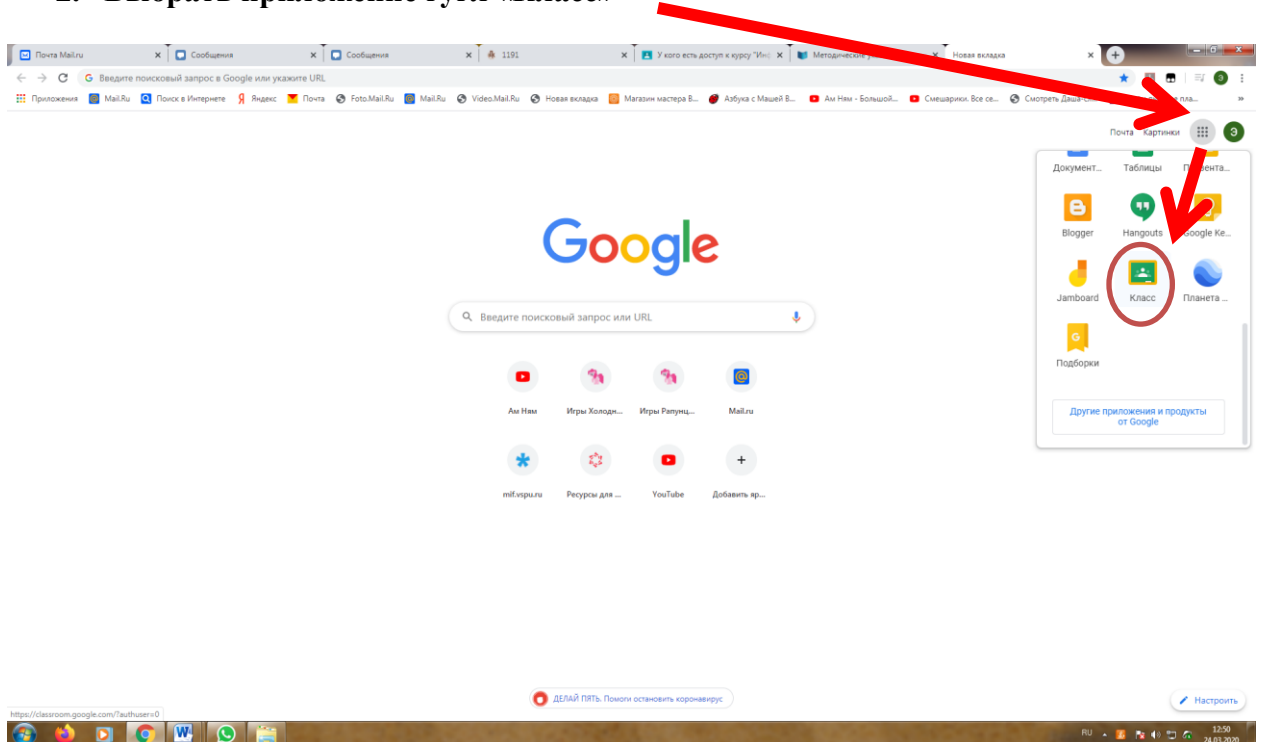 Почта Mail.ru
Сообщения
Сообщения
1191
У кого есть доступ к курсу "Инс
Методические
Новая вкладка
Введите поисковый запрос в Google или укажите URL
Приложения
Mail.Ru
Поиск в Интернете
Яндекс
Почта
Foto.Mail.Ru
Mail.Ru
Video.Mail.Ru
Новая вкладка
Магазин мастера В...
Азбука с Машей В...
Ам Ням - Большой...
Смешарики. Все се...
Смотреть
Почта
Картинки
Э
Документ...
Таблицы
Blogger
Hangouts
Google Ke...
Jamboard
Класс
Планета ...
Подборки
Другие приложения и продукты
от Google
Google
Введите поисковый запрос или URL
Ам Ням
Игры Холодн...
Игры Рапунц...
Mail.ru
mif.vspu.ru
Ресурсы для ...
YouTube
Добавить яр...
ДЕЛАЙ ПЯТЬ. Помоги остановить коронавирус
Настроить
https://classroom.google.com/?authuser=0
RU
12:50
24.03.2020